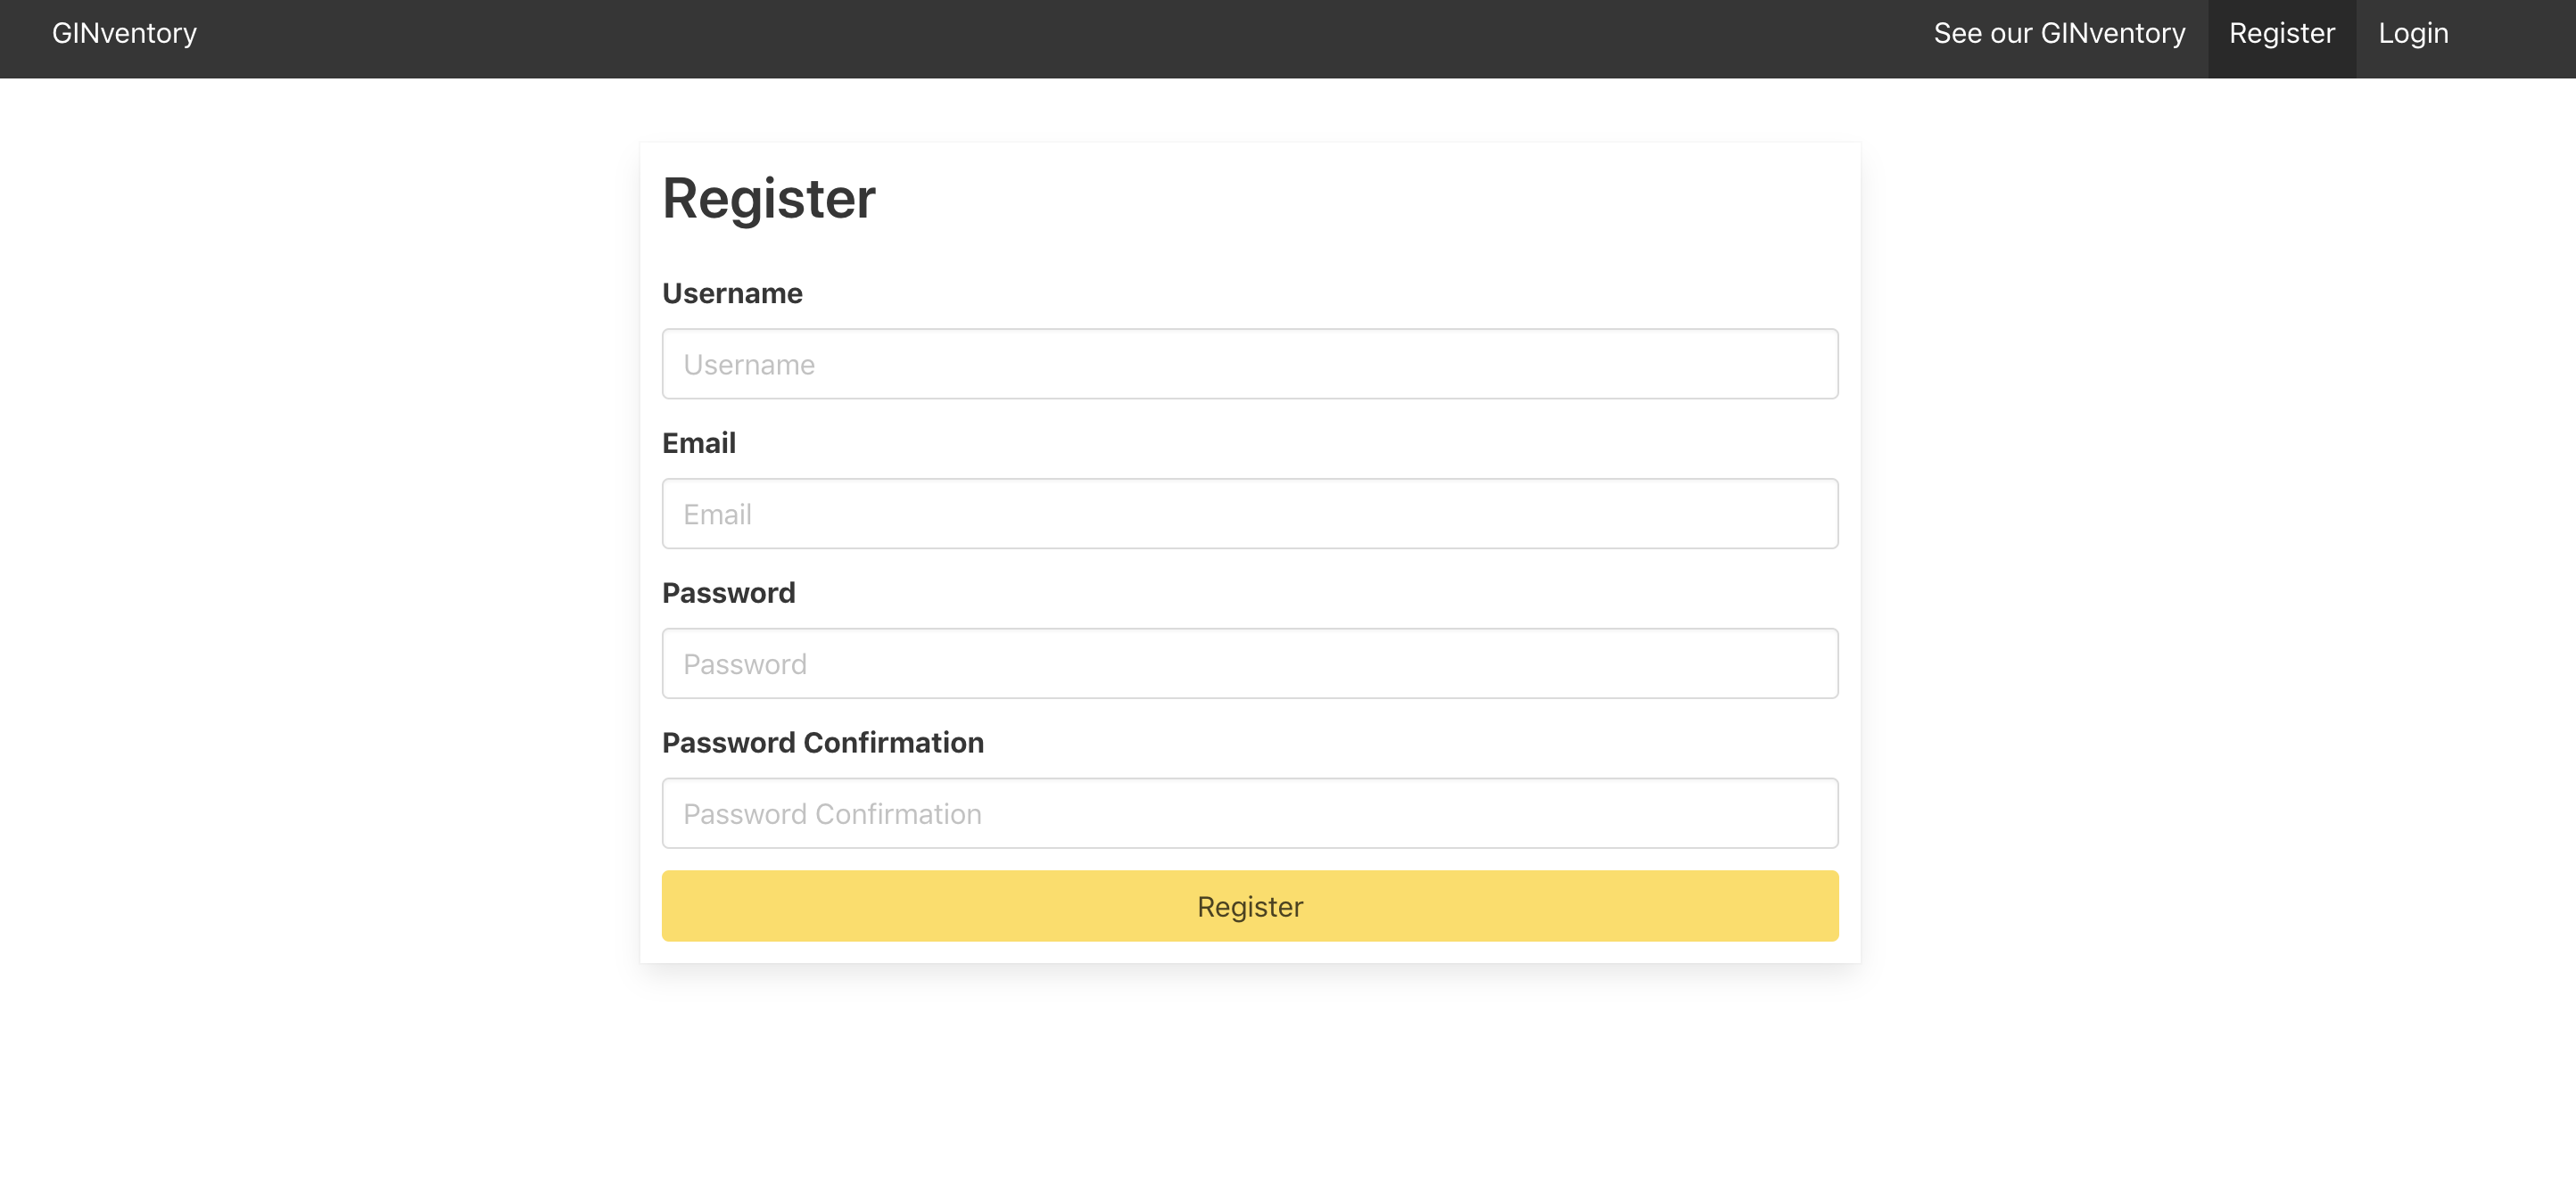 GINventory
See our GINventory
Register
Login
Register
Username
Username
Email
Email
Password
Password
Password Confirmation
Password Confirmation
Register